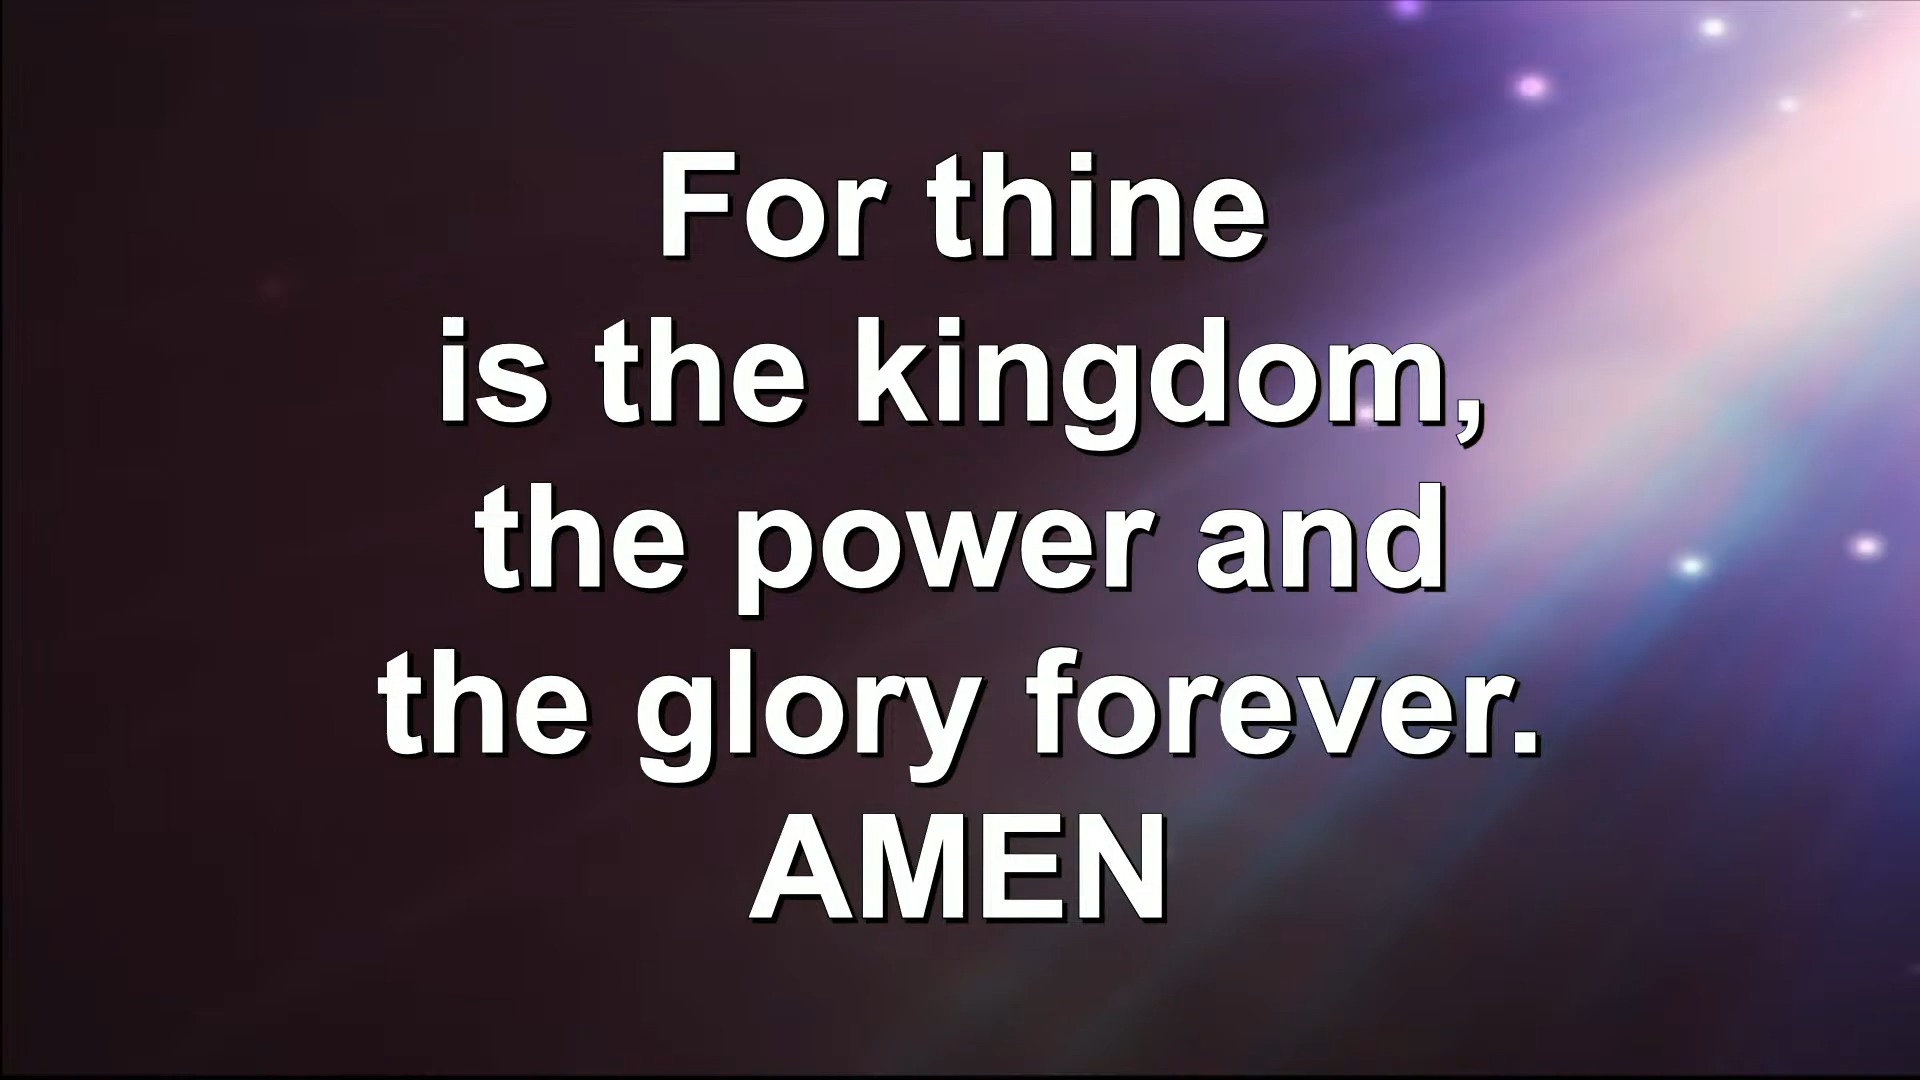 For thine
is the kingdom,
the power and
the glory forever.
AMEN